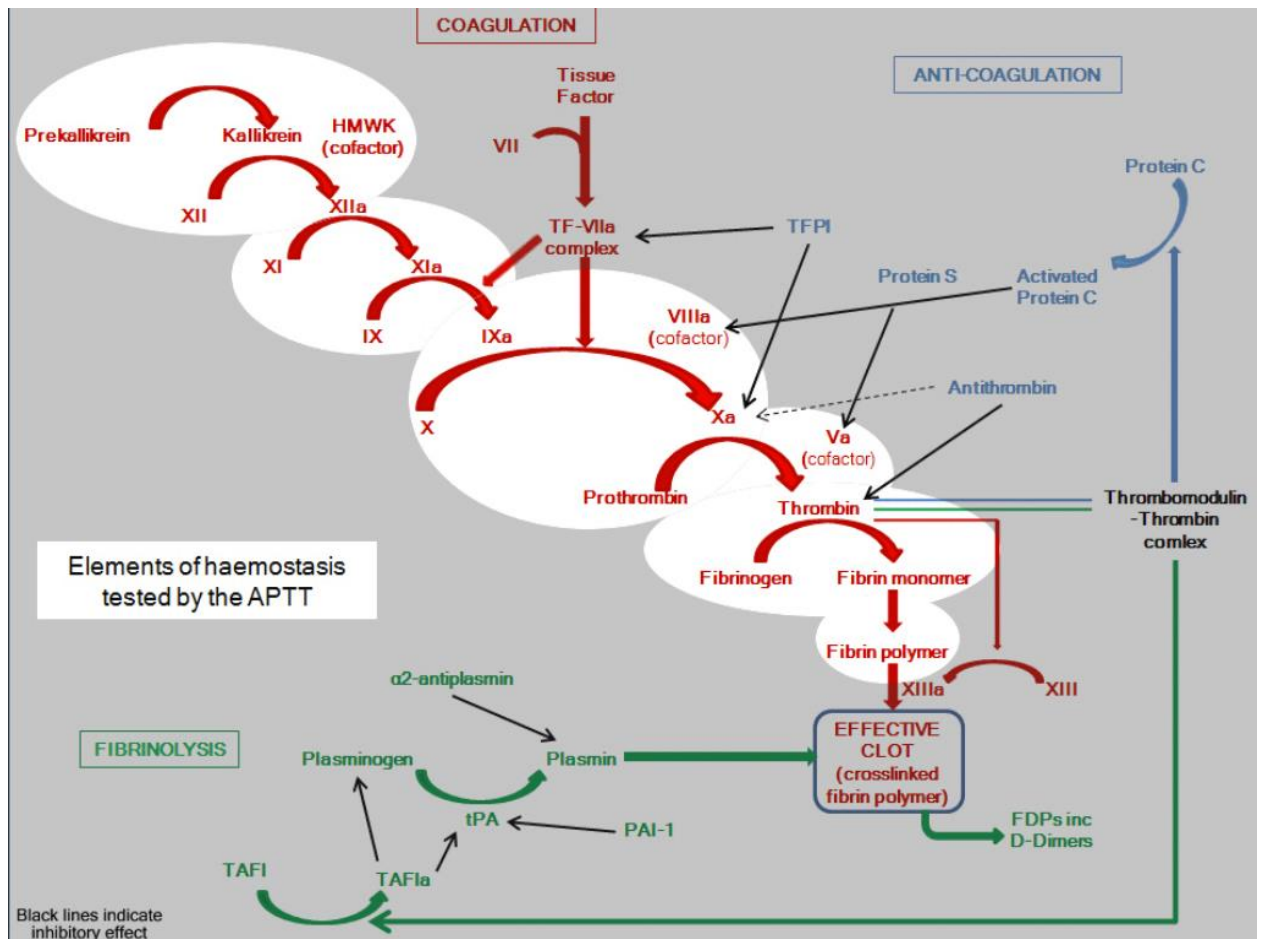 COAGULATION
ANTI-COAGULATION
Tissue
Factor
Prekallikrein
Kallikrein
HMWK
(cofactor)
VII
Protein C
XII
XIIa
TF-VIIa
complex
TFPI
XI
XIa
Protein S
Activated
Protein C
IX
IXa
VIIIa
(cofactor)
Antithrombin
X
Xa
Va
(cofactor)
Prothrombin
Thrombin
Thrombomodulin
-Thrombin
comlex
Elements of haemostasis
tested by the APTT
Fibrinogen
Fibrin monomer
Fibrin polymer
α2-antiplasmin
XIIIa
XIII
FIBRINOLYSIS
Plasminogen
Plasmin
EFFECTIVE
CLOT
(crosslinked
fibrin polymer)
tPA
PAI-1
FDPs inc
D-Dimers
TAFI
TAFIa
Black lines indicate
inhibitory effect